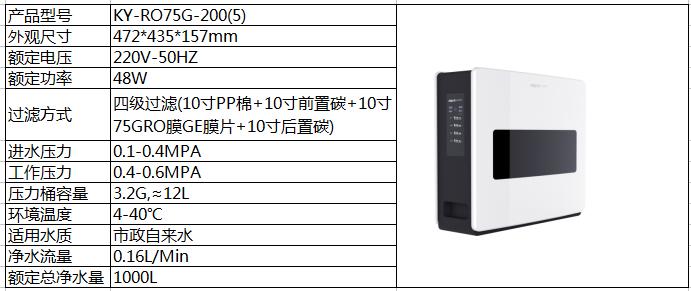 产品型号 KY-RO75G-200(5)
外观尺寸 472*435*157mm
额定电压 220V-50HZ
额定功率 48W
过滤方式 四级过滤(10寸PP棉+10寸前置碳+10寸
75GRO膜GE膜片+10寸后置碳)
进水压力 0.1-0.4MPA
工作压力 0.4-0.6MPA
压力桶容量 3.2G,≈12L
环境温度 4-40℃
适用水质 市政自来水
净水流量 0.16L/Min
额定总净水量 1000L